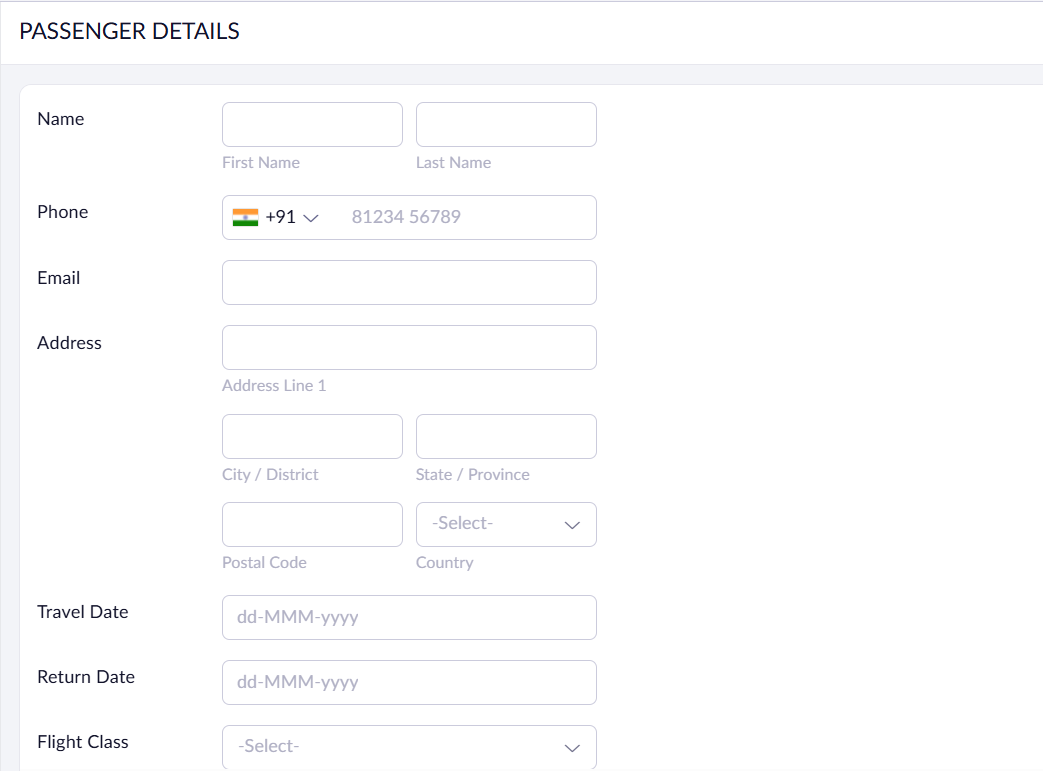 PASSENGER DETAILS
Name
First Name Last Name
Phone +91 81234 56789
Email
Address
Address Line 1
City / District State / Province
-Select-
Postal Code Country
Travel Date dd-MMM-yyyy
Return Date dd-MMM-yyyy
Flight Class -Select-